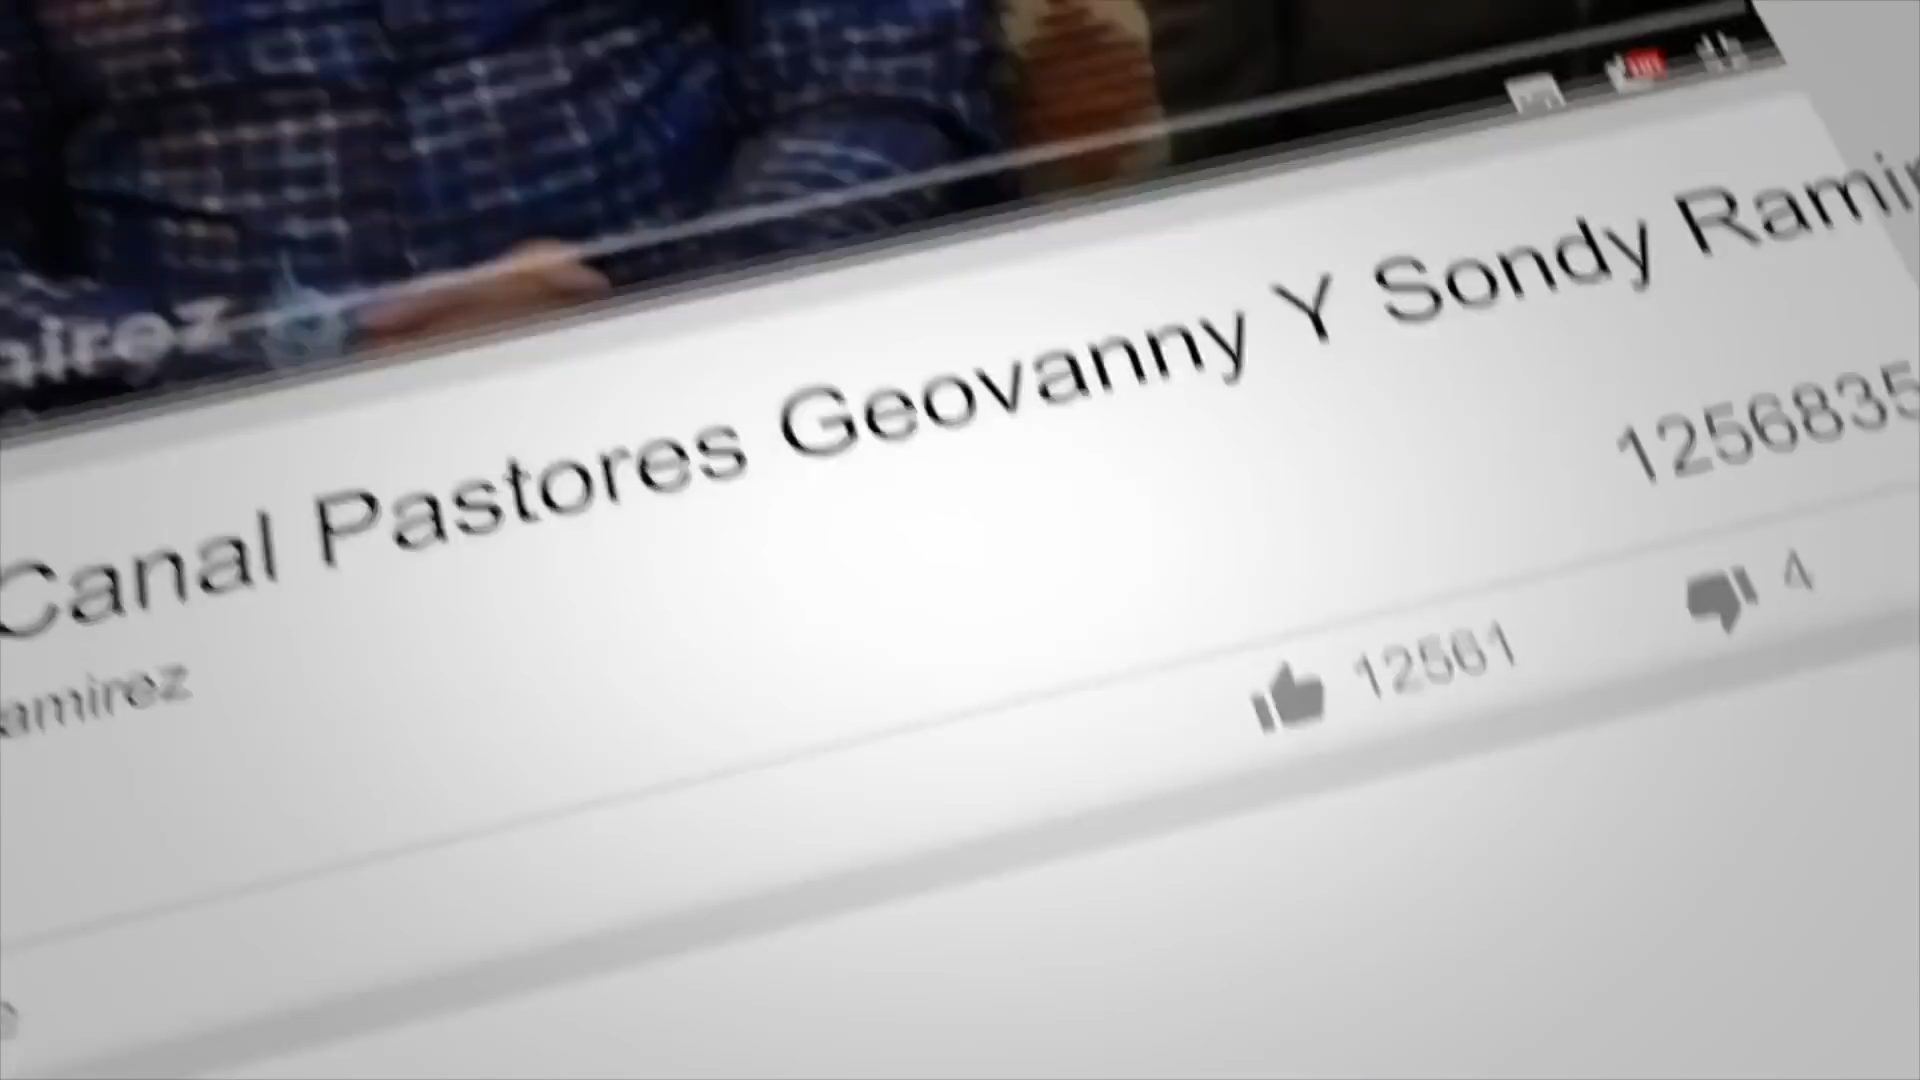 airez
Canal Pastores Geovanny Y Sondy Ramir
amirez
1256835
12561
4